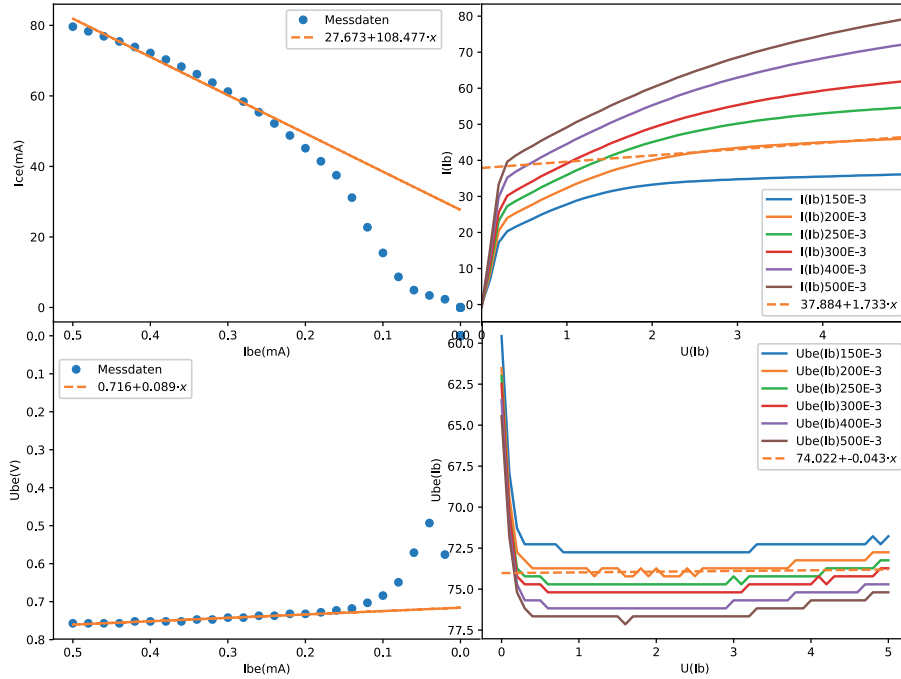 80
60
40
20
0
0.5
0.4
0.3
0.2
0.1
0.0
Ice(mA)
Ibe(mA)
Messdaten
27.673+108.477·x
80
70
60
50
40
30
20
10
0
0
1
2
3
4
I(Ib)
U(Ib)
I(Ib)150E-3
I(Ib)200E-3
I(Ib)250E-3
I(Ib)300E-3
I(Ib)400E-3
I(Ib)500E-3
37.884+1.733·x
0.0
0.1
0.2
0.3
0.4
0.5
0.6
0.7
0.8
0.5
0.4
0.3
0.2
0.1
0.0
Ube(V)
Ibe(mA)
Messdaten
0.716+0.089·x
60.0
62.5
65.0
67.5
70.0
72.5
75.0
77.5
0
1
2
3
4
5
Ube(Ib)
U(Ib)
Ube(Ib)150E-3
Ube(Ib)200E-3
Ube(Ib)250E-3
Ube(Ib)300E-3
Ube(Ib)400E-3
Ube(Ib)500E-3
74.022+-0.043·x